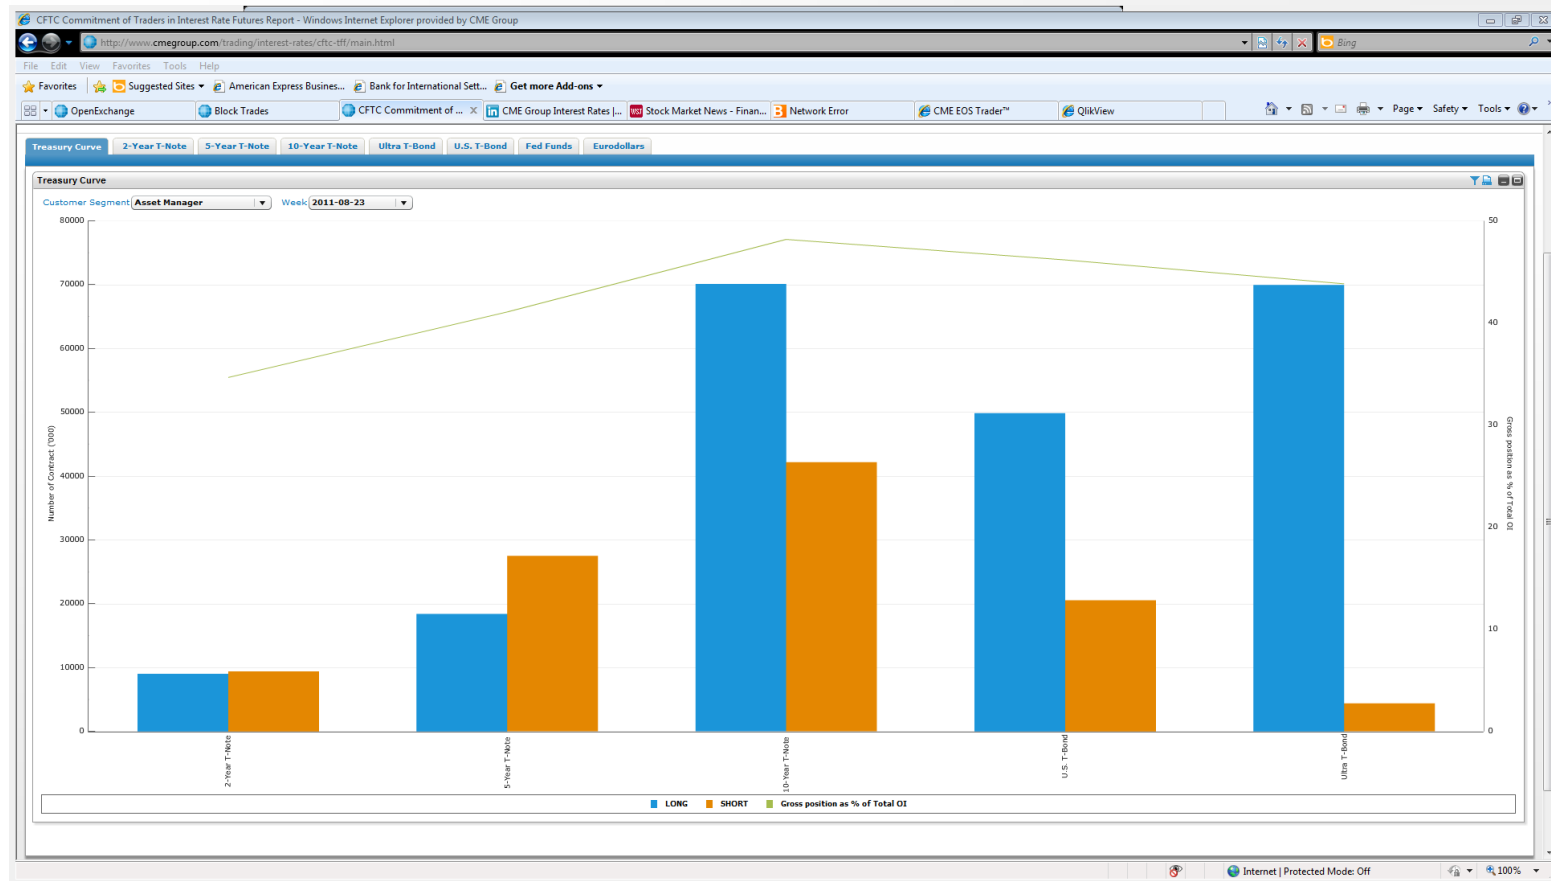 CFTC Commitment of Traders in Interest Rate Futures Report - Windows Internet Explorer provided by CME Group
http://www.cmegroup.com/trading/interest-rates/cftc-tff/main.html
Bing
File Edit View Favorites Tools Help
Favorites Suggested Sites American Express Busines... Bank for International Sett... Get more Add-ons
OpenExchange Block Trades CFTC Commitment of ... X CME Group Interest Rates |... WSF Stock Market News - Finan... Network Error CME EOS Trader™ QlikView Page Safety Tools
Treasury Curve 2-Year T-Note 5-Year T-Note 10-Year T-Note Ultra T-Bond U.S. T-Bond Fed Funds Eurodollars
Treasury Curve
Customer Segment Asset Manager Week 2011-08-23
80000
70000
60000
50000
40000
30000
20000
10000
0
Number of Contract ('000)
50
40
30
20
10
0
Gross position as % of Total OI
2-Year T-Note
5-Year T-Note
10-Year T-Note
U.S. T-Bond
Ultra T-Bond
LONG SHORT Gross position as % of Total OI
Internet | Protected Mode: Off 100%